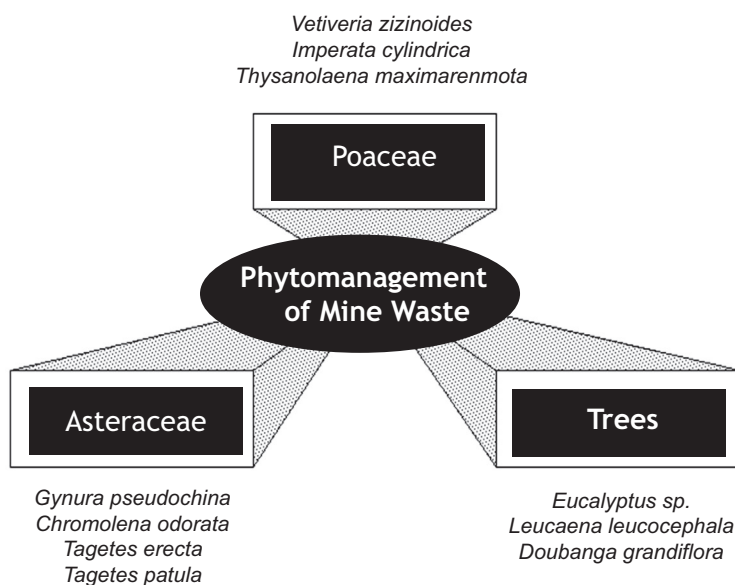 Vetiveria zizinoides
Imperata cylindrica
Thysanolaena maximarenmota
Poaceae
Phytomanagement
of Mine Waste
Asteraceae
Trees
Gynura pseudochina
Chromolena odorata
Tagetes erecta
Tagetes patula
Eucalyptus sp.
Leucaena leucocephala
Doubanga grandiflora